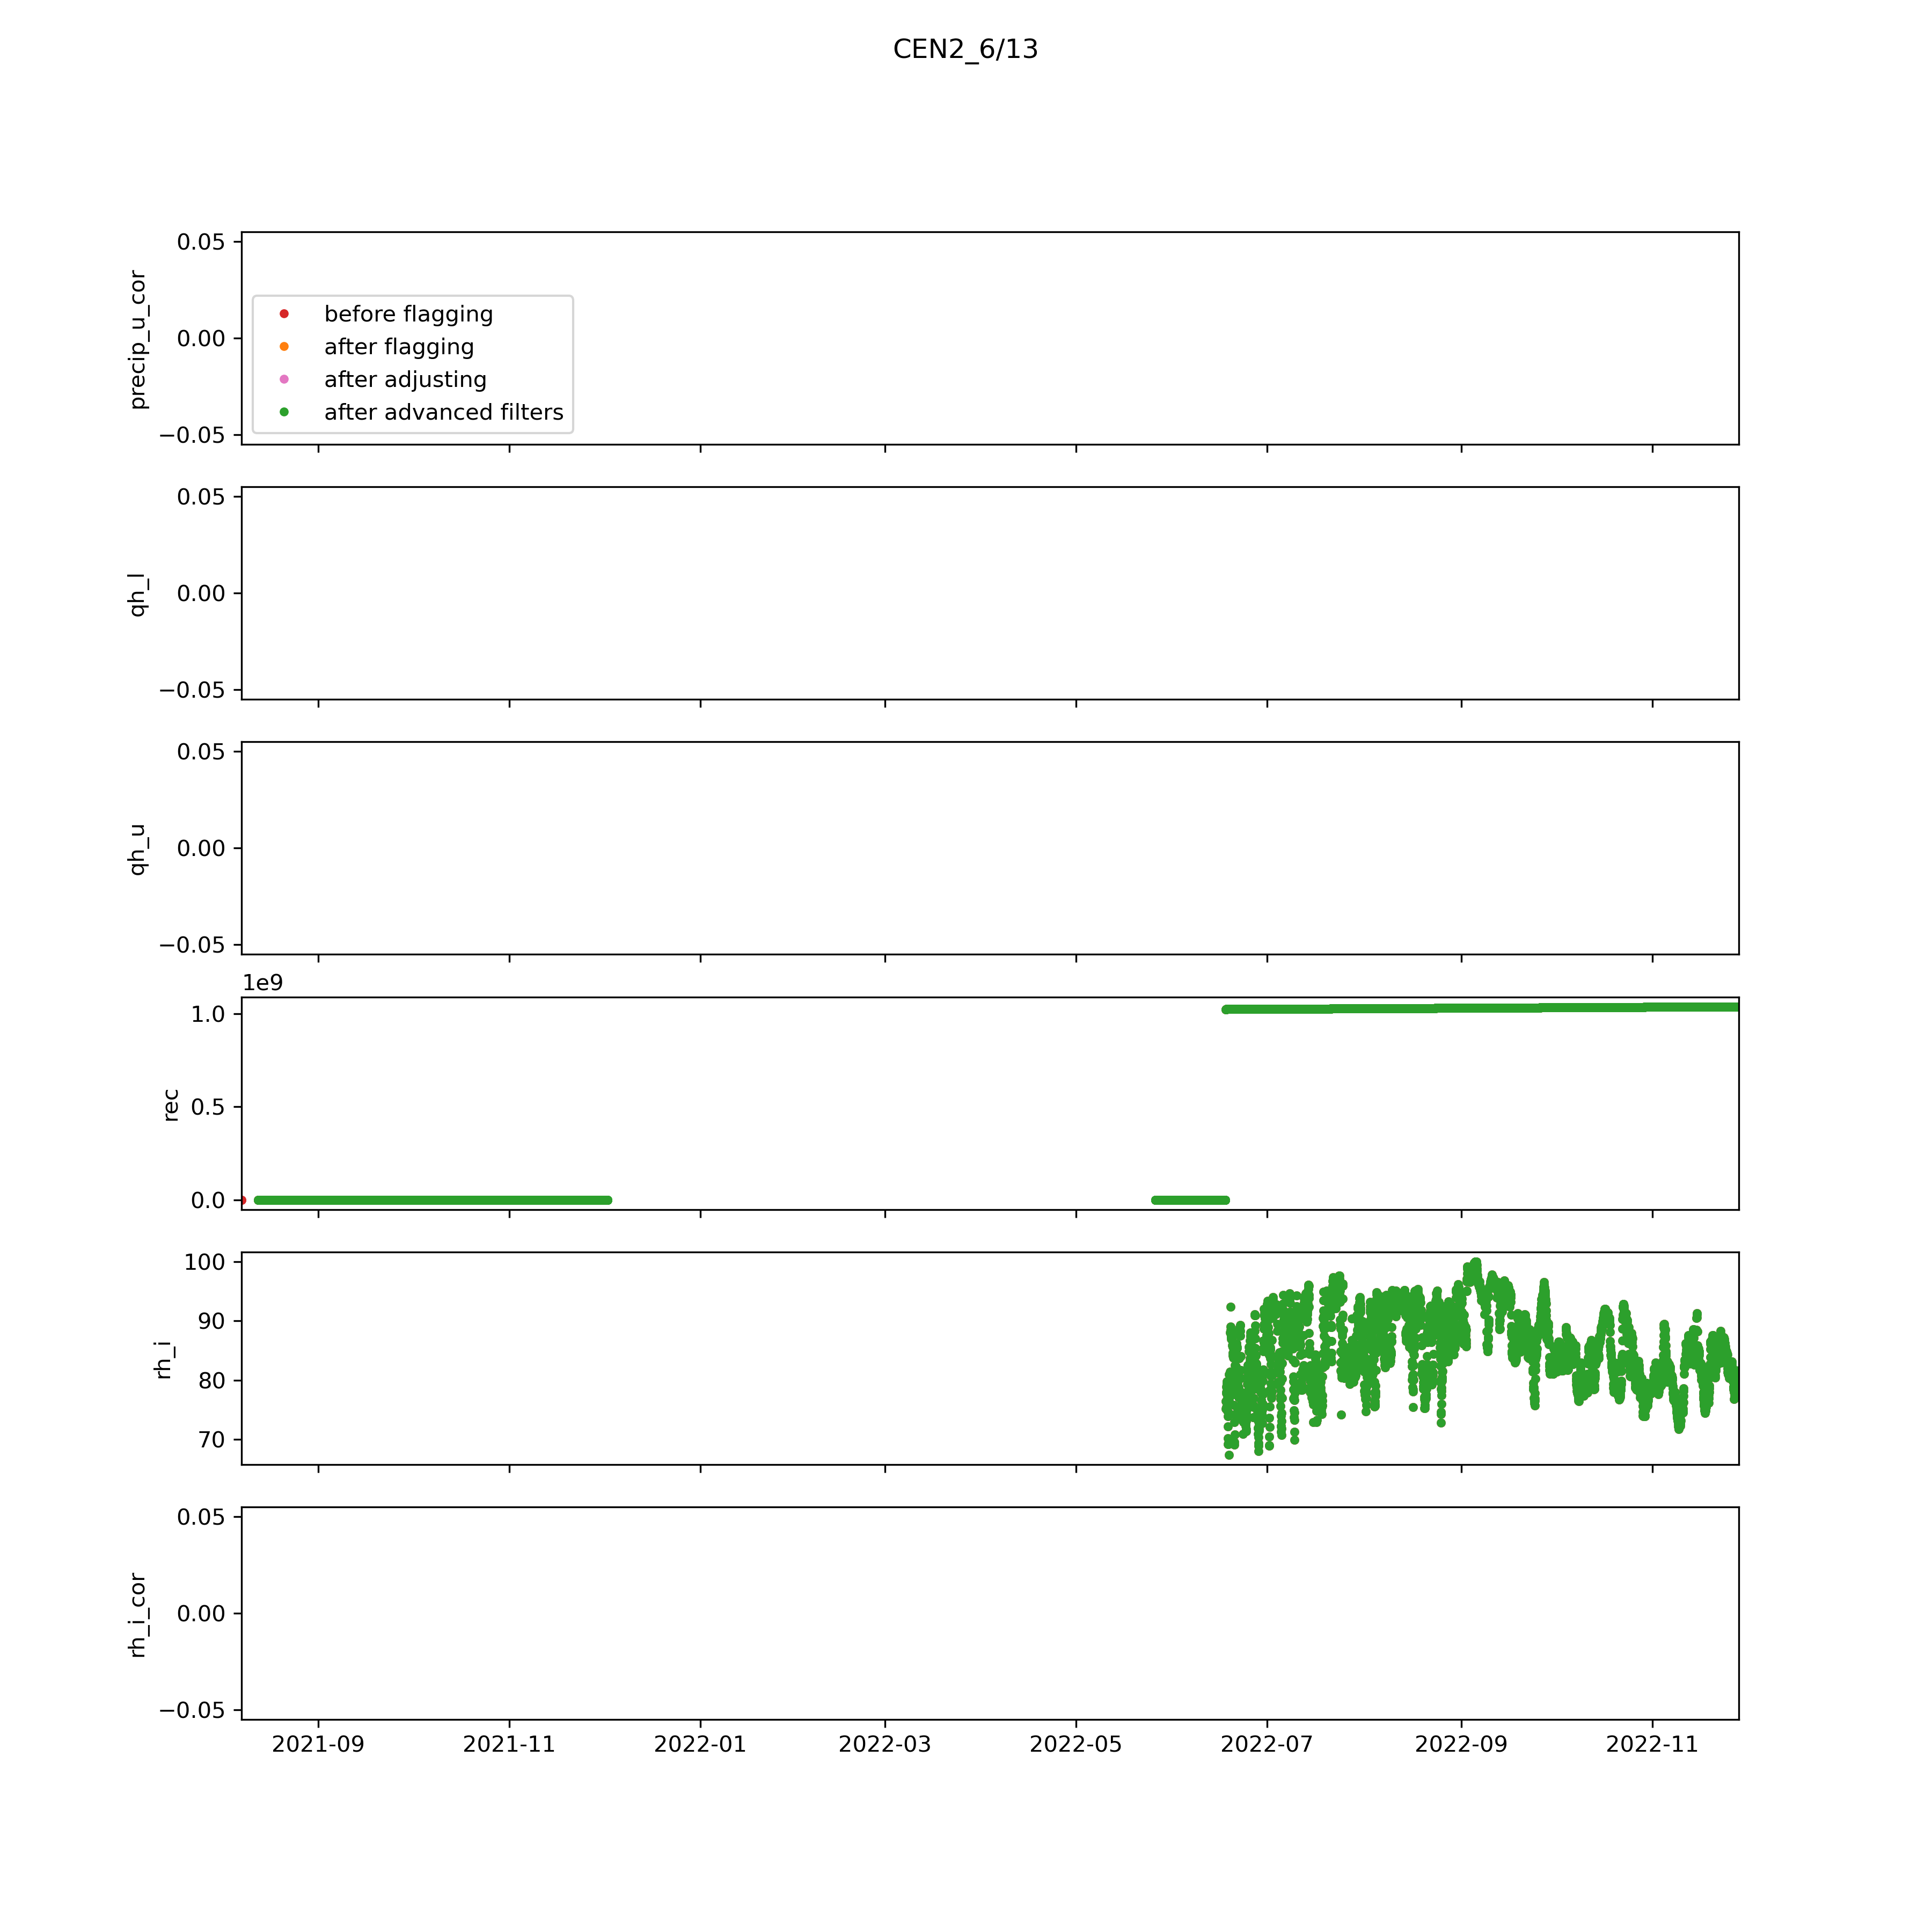 CEN2_6/13
precip_u_cor
0.05
0.00
−0.05
before flagging
after flagging
after adjusting
after advanced filters
qh_l
0.05
0.00
−0.05
qh_u
0.05
0.00
−0.05
1e9
rec
1.0
0.5
0.0
rh_i
100
90
80
70
rh_i_cor
0.05
0.00
−0.05
2021-09 2021-11 2022-01 2022-03 2022-05 2022-07 2022-09 2022-11